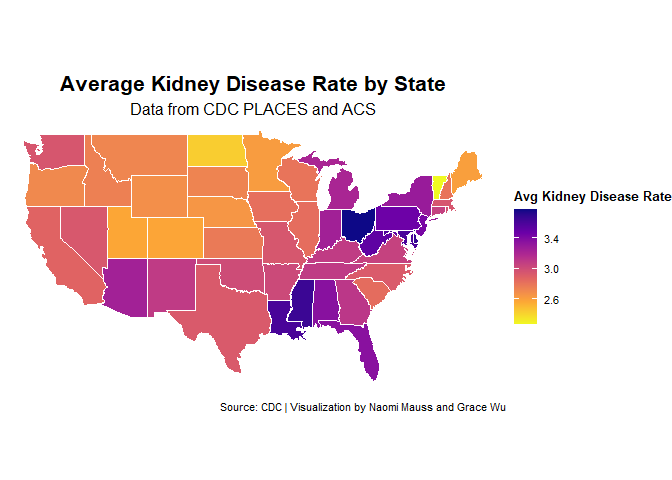 Average Kidney Disease Rate by State
Data from CDC PLACES and ACS
Avg Kidney Disease Rate
3.4
3.0
2.6
Source: CDC | Visualization by Naomi Mauss and Grace Wu